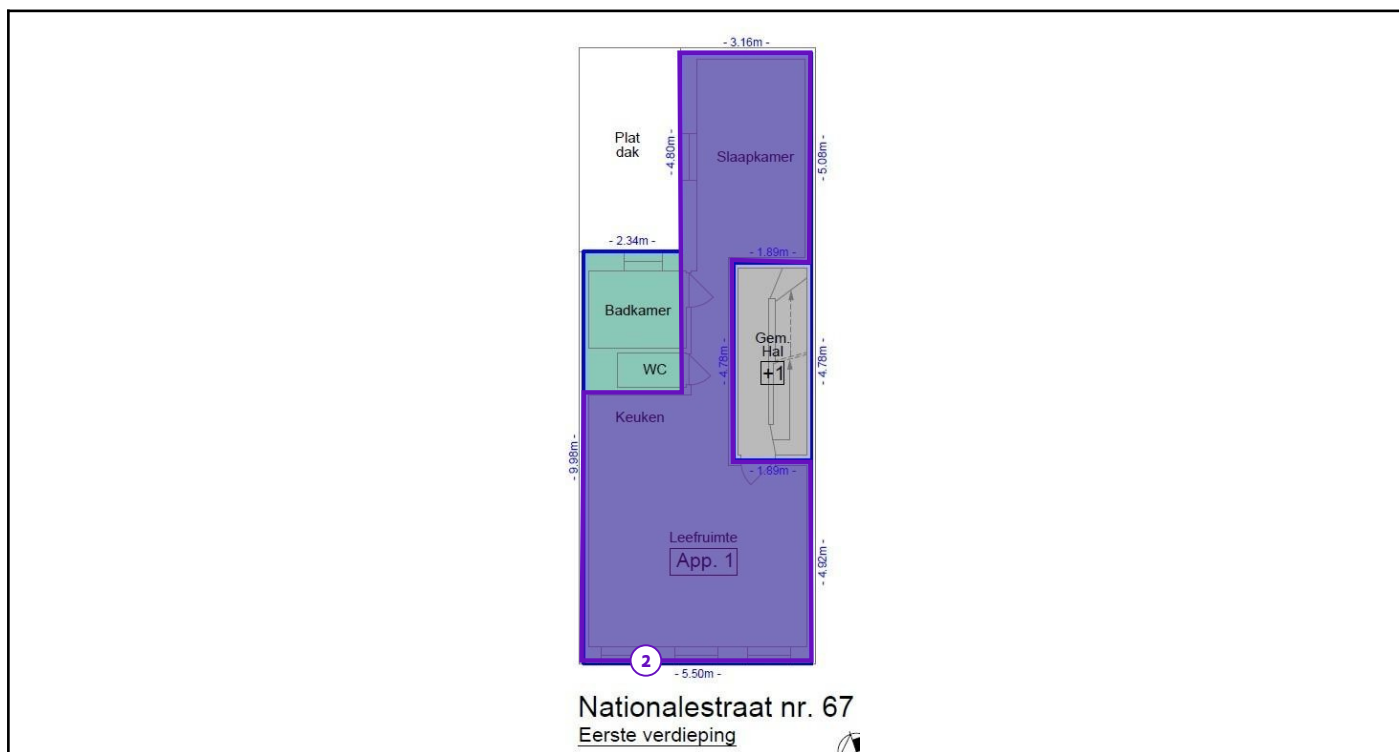 - 3.16m -
Plat
dak
- 4.80m -
Slaapkamer
- 5.08m -
- 2.34m -
- 1.89m -
Badkamer
WC
Gem.
Hal
+1
- 4.78m -
- 4.78m -
Keuken
- 9.98m -
- 1.89m -
Leefruimte
App. 1
- 4.92m -
2
- 5.50m -
Nationalestraat nr. 67
Eerste verdieping